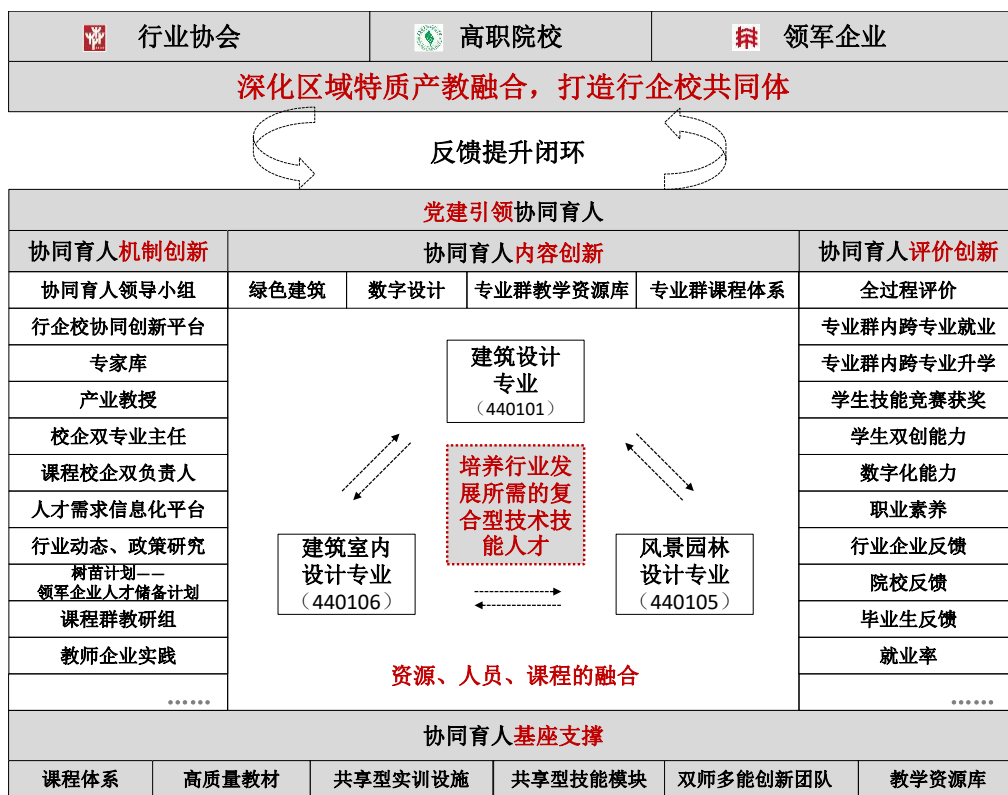 行业协会
高职院校
领军企业
深化区域特质产教融合，打造行企校共同体
反馈提升闭环
党建引领协同育人
协同育人机制创新
协同育人领导小组
行企校协同创新平台
专家库
产业教授
校企双专业主任
课程校企双负责人
人才需求信息化平台
行业动态、政策研究
树苗计划——
领军企业人才储备计划
课程群教研组
教师企业实践
……
协同育人内容创新
绿色建筑
数字设计
专业群教学资源库
专业群课程体系
建筑设计
专业
（440101）
培养行业发
展所需的复
合型技术技
能人才
建筑室内
设计专业
（440106）
风景园林
设计专业
（440105）
资源、人员、课程的融合
协同育人评价创新
全过程评价
专业群内跨专业就业
专业群内跨专业升学
学生技能竞赛获奖
学生双创能力
数字化能力
职业素养
行业企业反馈
院校反馈
毕业生反馈
就业率
……
协同育人基座支撑
课程体系
高质量教材
共享型实训设施
共享型技能模块
双师多能创新团队
教学资源库